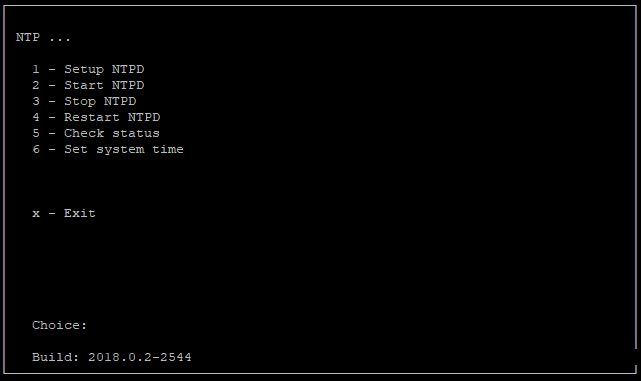 NTP ...
1 - Setup NTPD
2 - Start NTPD
3 - Stop NTPD
4 - Restart NTPD
5 - Check status
6 - Set system time
x - Exit
Choice:
Build: 2018.0.2-2544